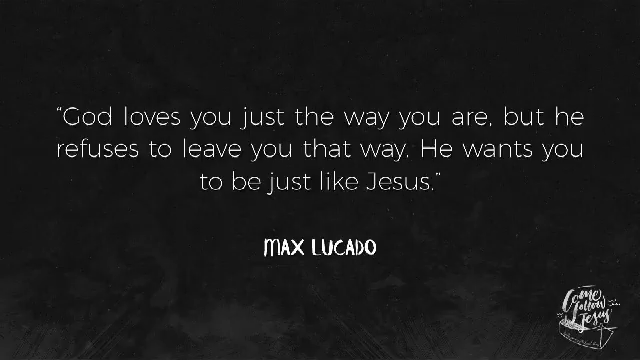 “God loves you just the way you are, but he
refuses to leave you that way. He wants you
to be just like Jesus.”
MAX LUCADO
Come
follow
Jesus